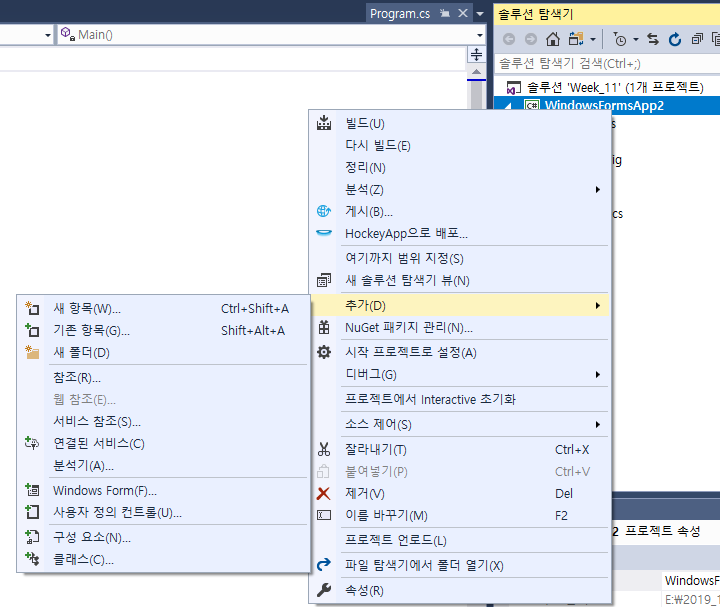 Program.cs
Main()
솔루션 탐색기
솔루션 탐색기 검색(Ctrl+;)
솔루션 'Week_11' (1개 프로젝트)
C# WindowsFormsApp2
s
ig
cs
빌드(U)
다시 빌드(E)
정리(N)
분석(Z)
게시(B)...
HockeyApp으로 배포...
여기까지 범위 지정(S)
새 솔루션 탐색기 뷰(N)
추가(D)
NuGet 패키지 관리(N)...
시작 프로젝트로 설정(A)
디버그(G)
프로젝트에서 Interactive 초기화
소스 제어(S)
잘라내기(T) Ctrl+X
붙여넣기(P) Ctrl+V
제거(V) Del
이름 바꾸기(M) F2
프로젝트 언로드(L)
파일 탐색기에서 폴더 열기(X)
속성(R)
새 항목(W)... Ctrl+Shift+A
기존 항목(G)... Shift+Alt+A
새 폴더(D)
참조(R)...
웹 참조(E)...
서비스 참조(S)...
연결된 서비스(C)
분석기(A)...
Windows Form(F)...
사용자 정의 컨트롤(U)...
구성 요소(N)...
클래스(C)...
2 프로젝트 속성
WindowsF
E:₩2019_1